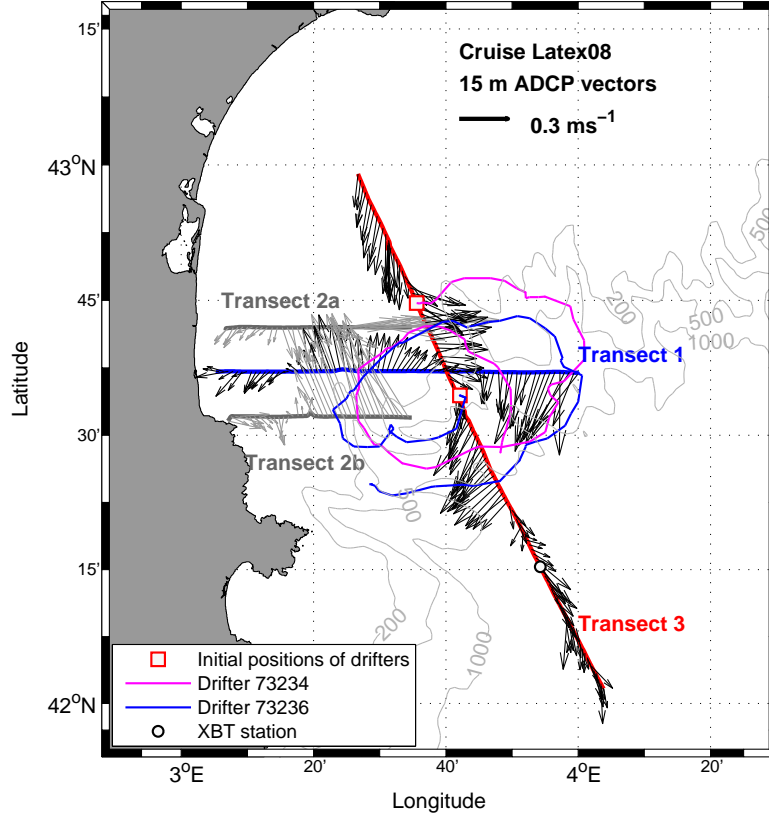 Cruise Latex08
15 m ADCP vectors
0.3 ms⁻¹
15'
43°N
45'
30'
15'
42°N
Latitude
500
200
500
1000
Transect 2a
Transect 1
Transect 2b
500
200
1000
Transect 3
Initial positions of drifters
Drifter 73234
Drifter 73236
XBT station
3°E
20'
40'
4°E
20'
Longitude